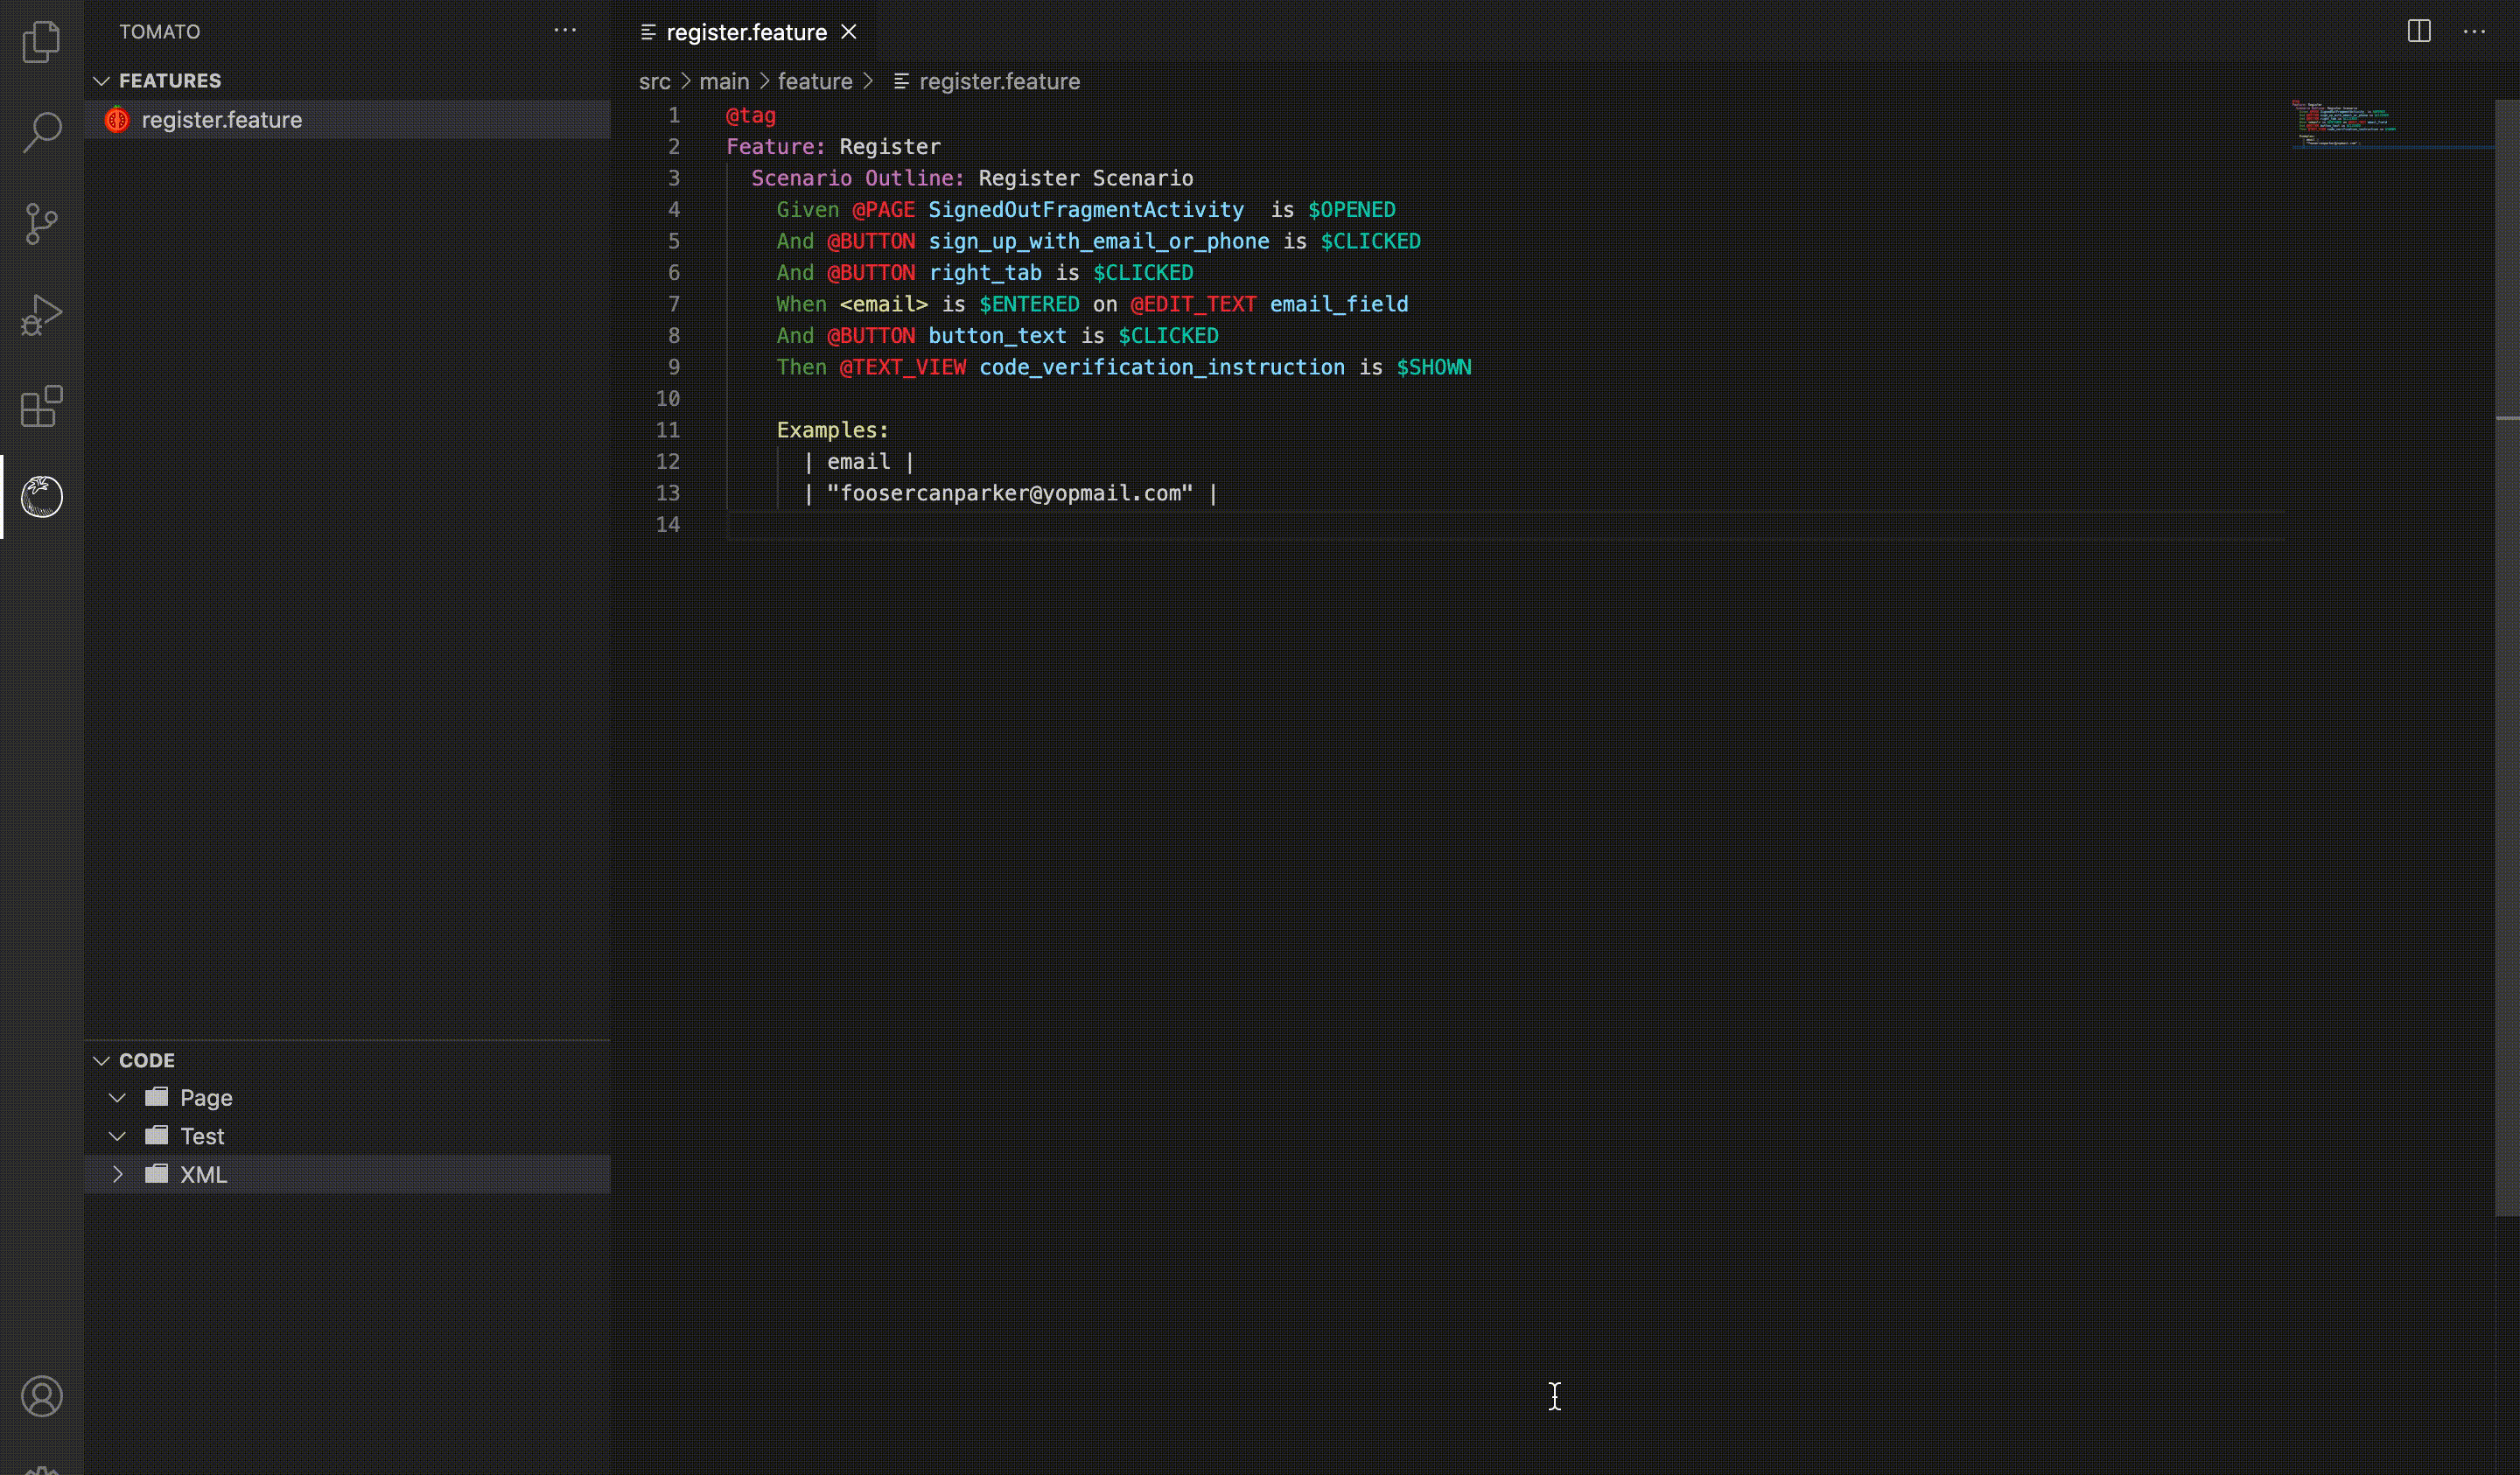 TOMATO
FEATURES
register.feature
register.feature
src > main > feature > register.feature
1 @tag
2 Feature: Register
3 Scenario Outline: Register Scenario
4 Given @PAGE SignedOutFragmentActivity  is $OPENED
5 And @BUTTON sign_up_with_email_or_phone is $CLICKED
6 And @BUTTON right_tab is $CLICKED
7 When <email> is $ENTERED on @EDIT_TEXT email_field
8 And @BUTTON button_text is $CLICKED
9 Then @TEXT_VIEW code_verification_instruction is $SHOWN
10
11 Examples:
12 | email |
13 | "foosercanparker@yopmail.com" |
14
CODE
Page
Test
XML